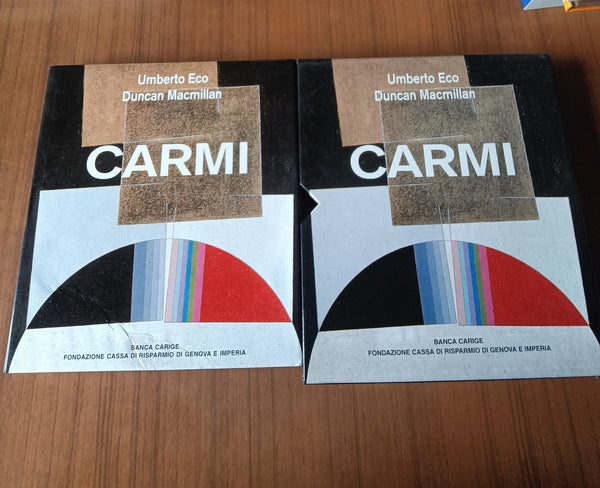 Umberto Eco
Duncan Macmillan
CARMI
BANCA CARIGE
FONDAZIONE CASSA DI RISPARMIO DI GENOVA E IMPERIA
Umberto Eco
Duncan Macmillan
CARMI
BANCA CARIGE
FONDAZIONE CASSA DI RISPARMIO DI GENOVA E IMPERIA